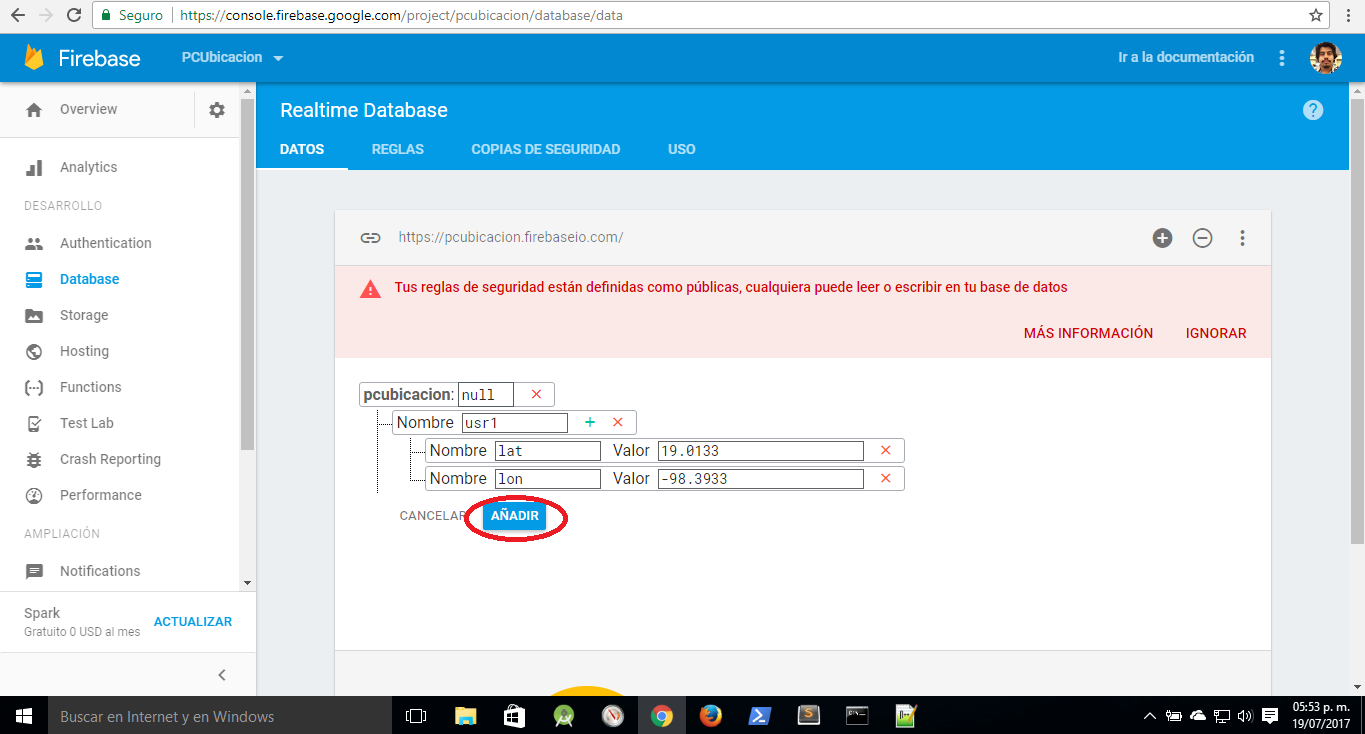 Seguro https://console.firebase.google.com/project/pcubicacion/database/data
Firebase PCUbicacion Ir a la documentación
Overview
Analytics
DESARROLLO
Authentication
Database
Storage
Hosting
Functions
Test Lab
Crash Reporting
Performance
AMPLIACIÓN
Notifications
Spark
Gratuito 0 USD al mes
ACTUALIZAR
Realtime Database
DATOS REGLAS COPIAS DE SEGURIDAD USO
https://pcubicacion.firebaseio.com/
Tus reglas de seguridad están definidas como públicas, cualquiera puede leer o escribir en tu base de datos
MÁS INFORMACIÓN IGNORAR
pcubicacion: null
Nombre usr1
Nombre lat Valor 19.0133
Nombre lon Valor -98.3933
CANCELAR AÑADIR
Buscar en Internet y en Windows
05:53 p. m.
19/07/2017